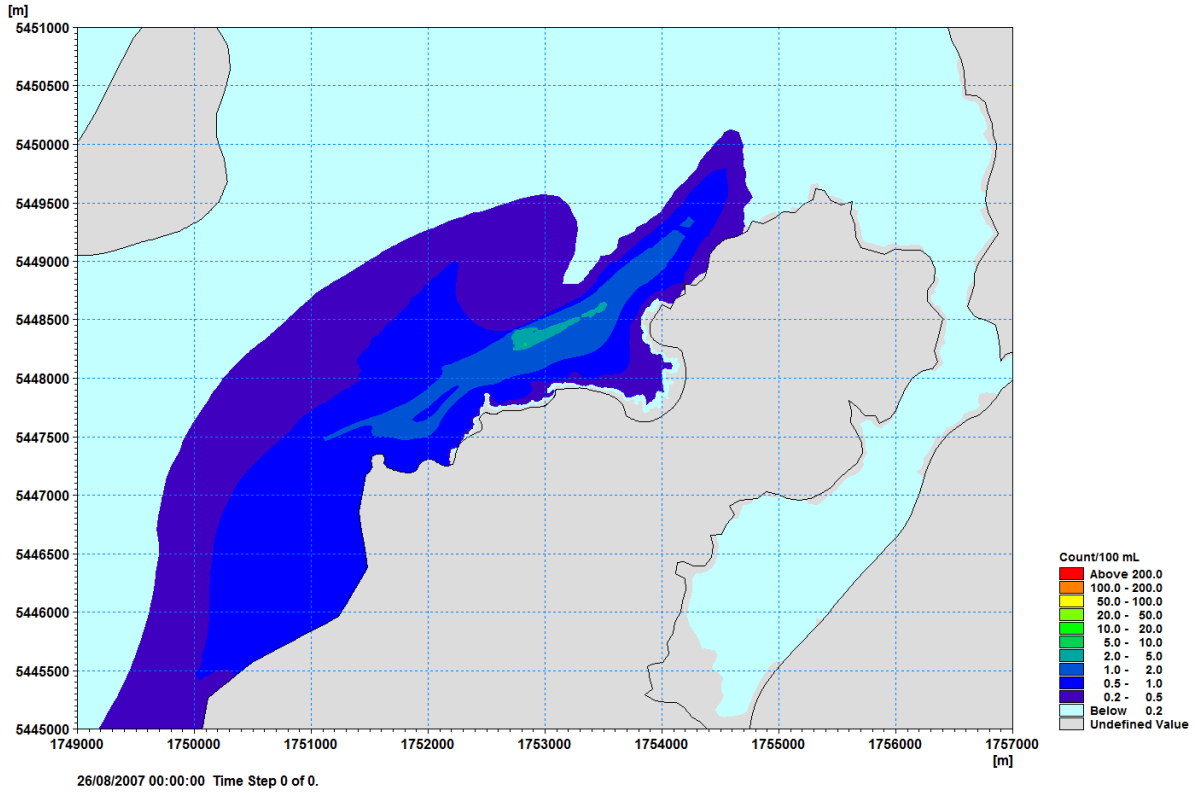 [m]
5451000
5450500
5450000
5449500
5449000
5448500
5448000
5447500
5447000
5446500
5446000
5445500
5445000
1749000 1750000 1751000 1752000 1753000 1754000 1755000 1756000 1757000
[m]
26/08/2007 00:00:00 Time Step 0 of 0.
Count/100 mL
Above 200.0
100.0 - 200.0
50.0 - 100.0
20.0 - 50.0
10.0 - 20.0
5.0 - 10.0
2.0 - 5.0
1.0 - 2.0
0.5 - 1.0
0.2 - 0.5
Below 0.2
Undefined Value